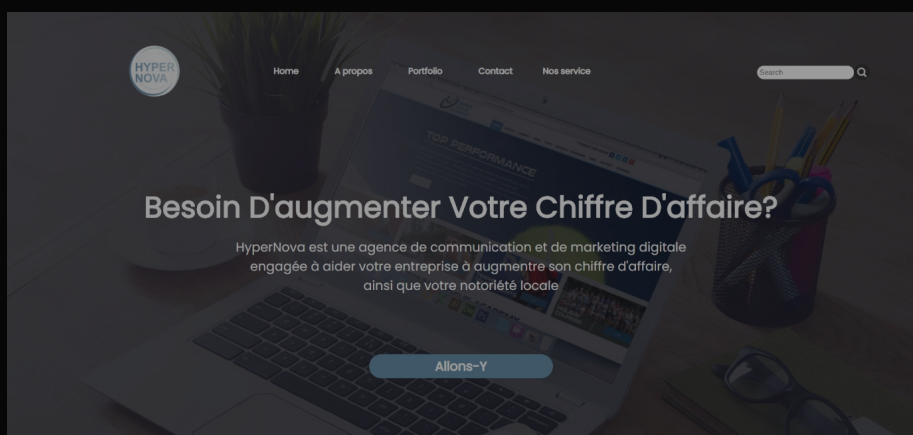 HYPER
NOVA
Home
A propos
Portfolio
Contact
Nos service
Search
TOP PERFORMANCE
Besoin D'augmenter Votre Chiffre D'affaire?
HyperNova est une agence de communication et de marketing digitale
engagée à aider votre entreprise à augmentre son chiffre d'affaire,
ainsi que votre notoriété locale
Allons-Y